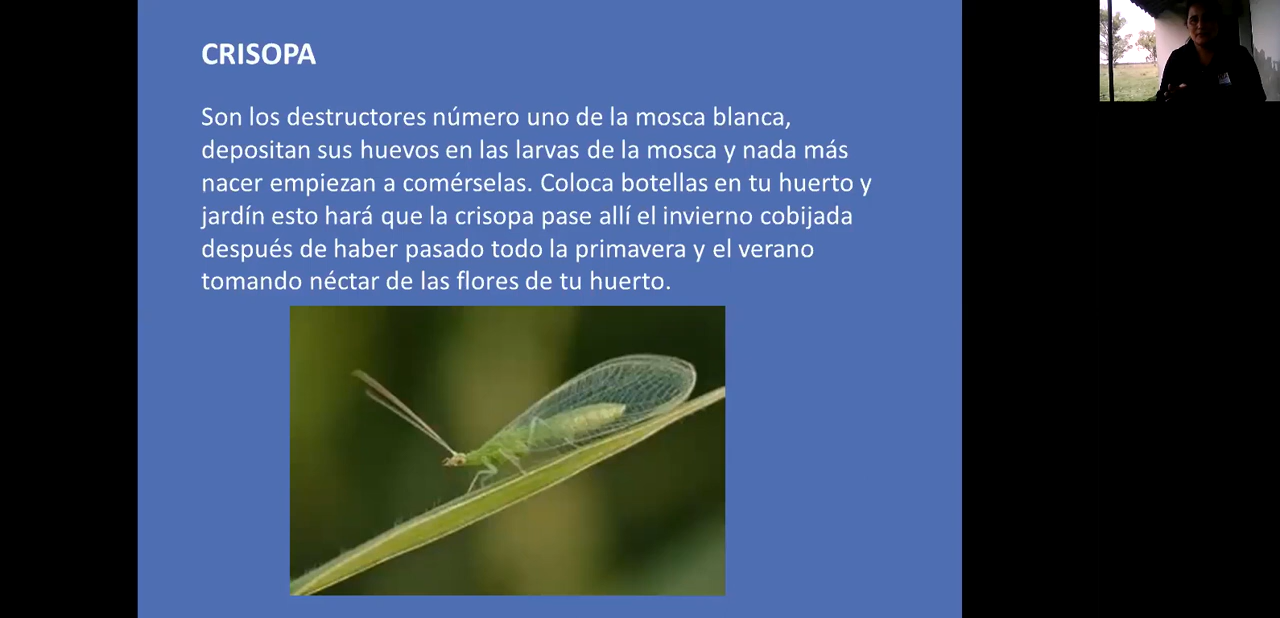 CRISOPA
Son los destructores número uno de la mosca blanca,
depositan sus huevos en las larvas de la mosca y nada más
nacer empiezan a comérselas. Coloca botellas en tu huerto y
jardín esto hará que la crisopa pase allí el invierno cobijada
después de haber pasado todo la primavera y el verano
tomando néctar de las flores de tu huerto.